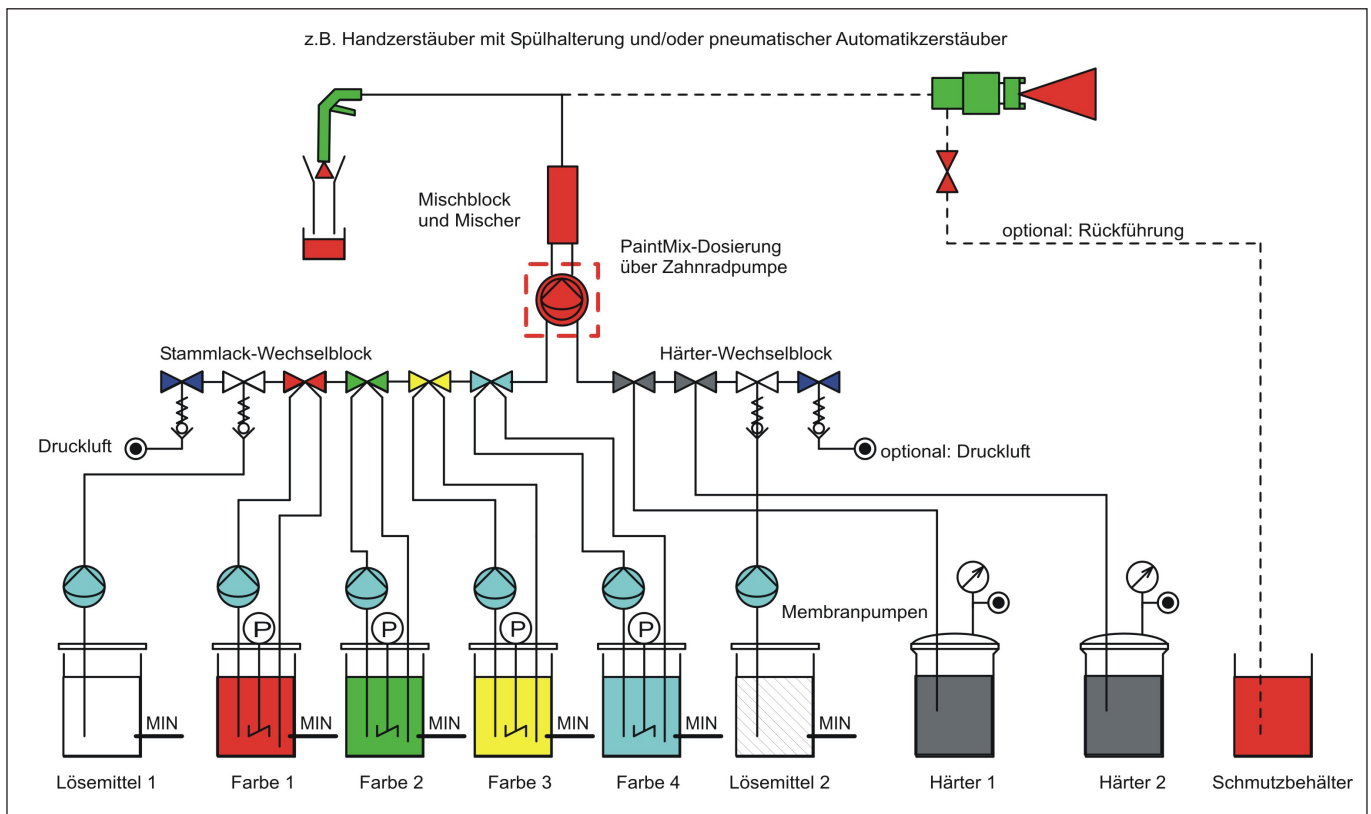 z.B. Handzerstäuber mit Spülhalterung und/oder pneumatischer Automatikzerstäuber
Mischblock
und Mischer
PaintMix-Dosierung
über Zahnradpumpe
optional: Rückführung
Stammlack-Wechselblock
Härter-Wechselblock
Druckluft
optional: Druckluft
Membranpumpen
P
P
P
P
MIN
MIN
MIN
MIN
MIN
MIN
Lösemittel 1
Farbe 1
Farbe 2
Farbe 3
Farbe 4
Lösemittel 2
Härter 1
Härter 2
Schmutzbehälter